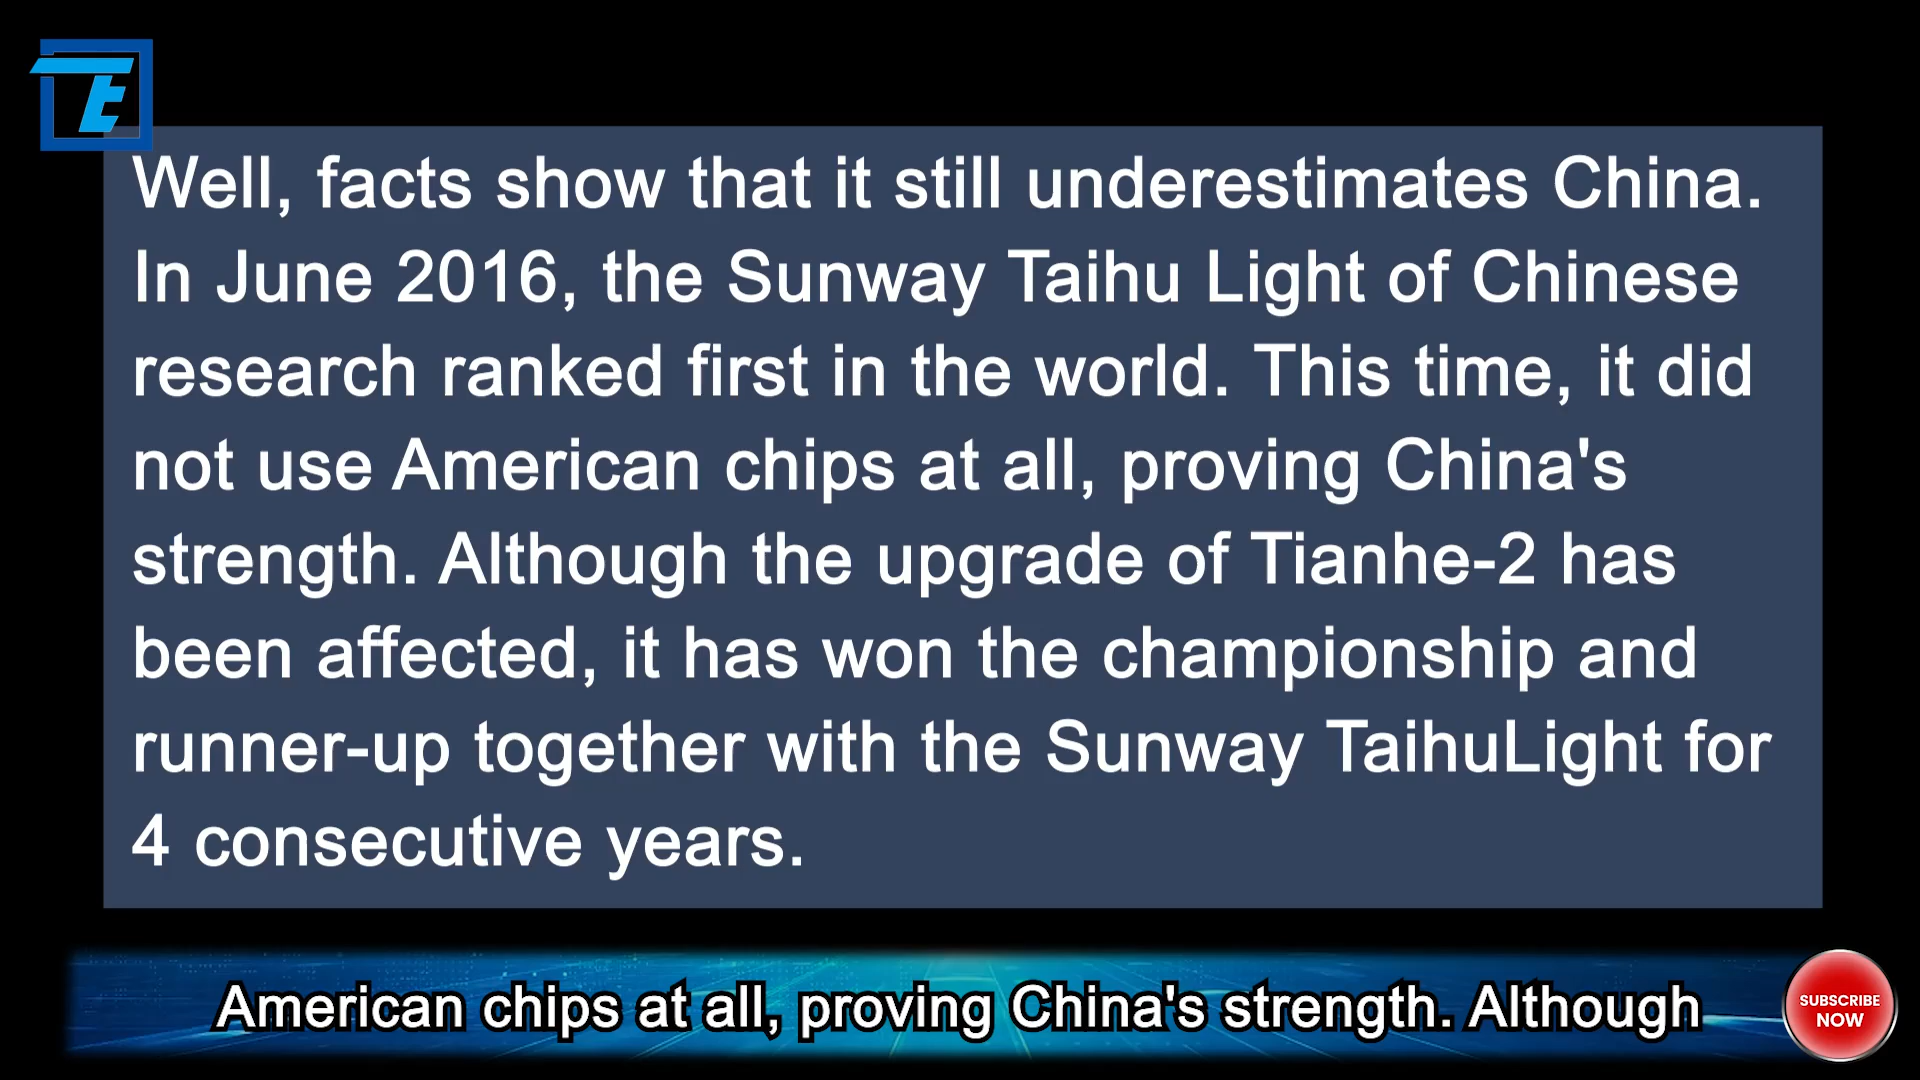 TE
Well, facts show that it still underestimates China.
In June 2016, the Sunway Taihu Light of Chinese
research ranked first in the world. This time, it did
not use American chips at all, proving China's
strength. Although the upgrade of Tianhe-2 has
been affected, it has won the championship and
runner-up together with the Sunway TaihuLight for
4 consecutive years.
American chips at all, proving China's strength. Although
SUBSCRIBE
NOW